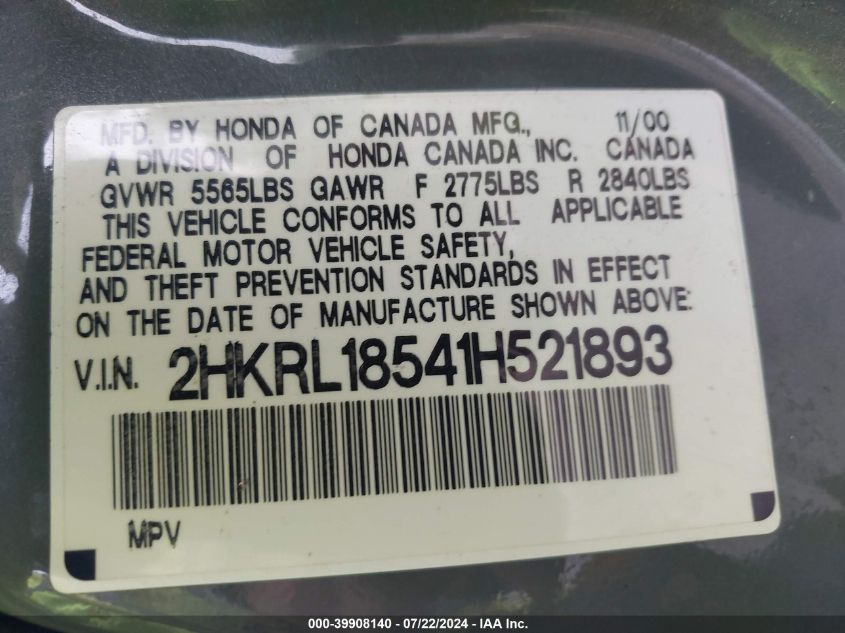 MFD. BY HONDA OF CANADA MFG., 11/00
A DIVISION OF HONDA CANADA INC. CANADA
GVWR 5565LBS GAWR F 2775LBS R 2840LBS
THIS VEHICLE CONFORMS TO ALL APPLICABLE
FEDERAL MOTOR VEHICLE SAFETY,
AND THEFT PREVENTION STANDARDS IN EFFECT
ON THE DATE OF MANUFACTURE SHOWN ABOVE:
V.I.N. 2HKRL18541H521893
MPV
000-39908140 - 07/22/2024 - IAA Inc.